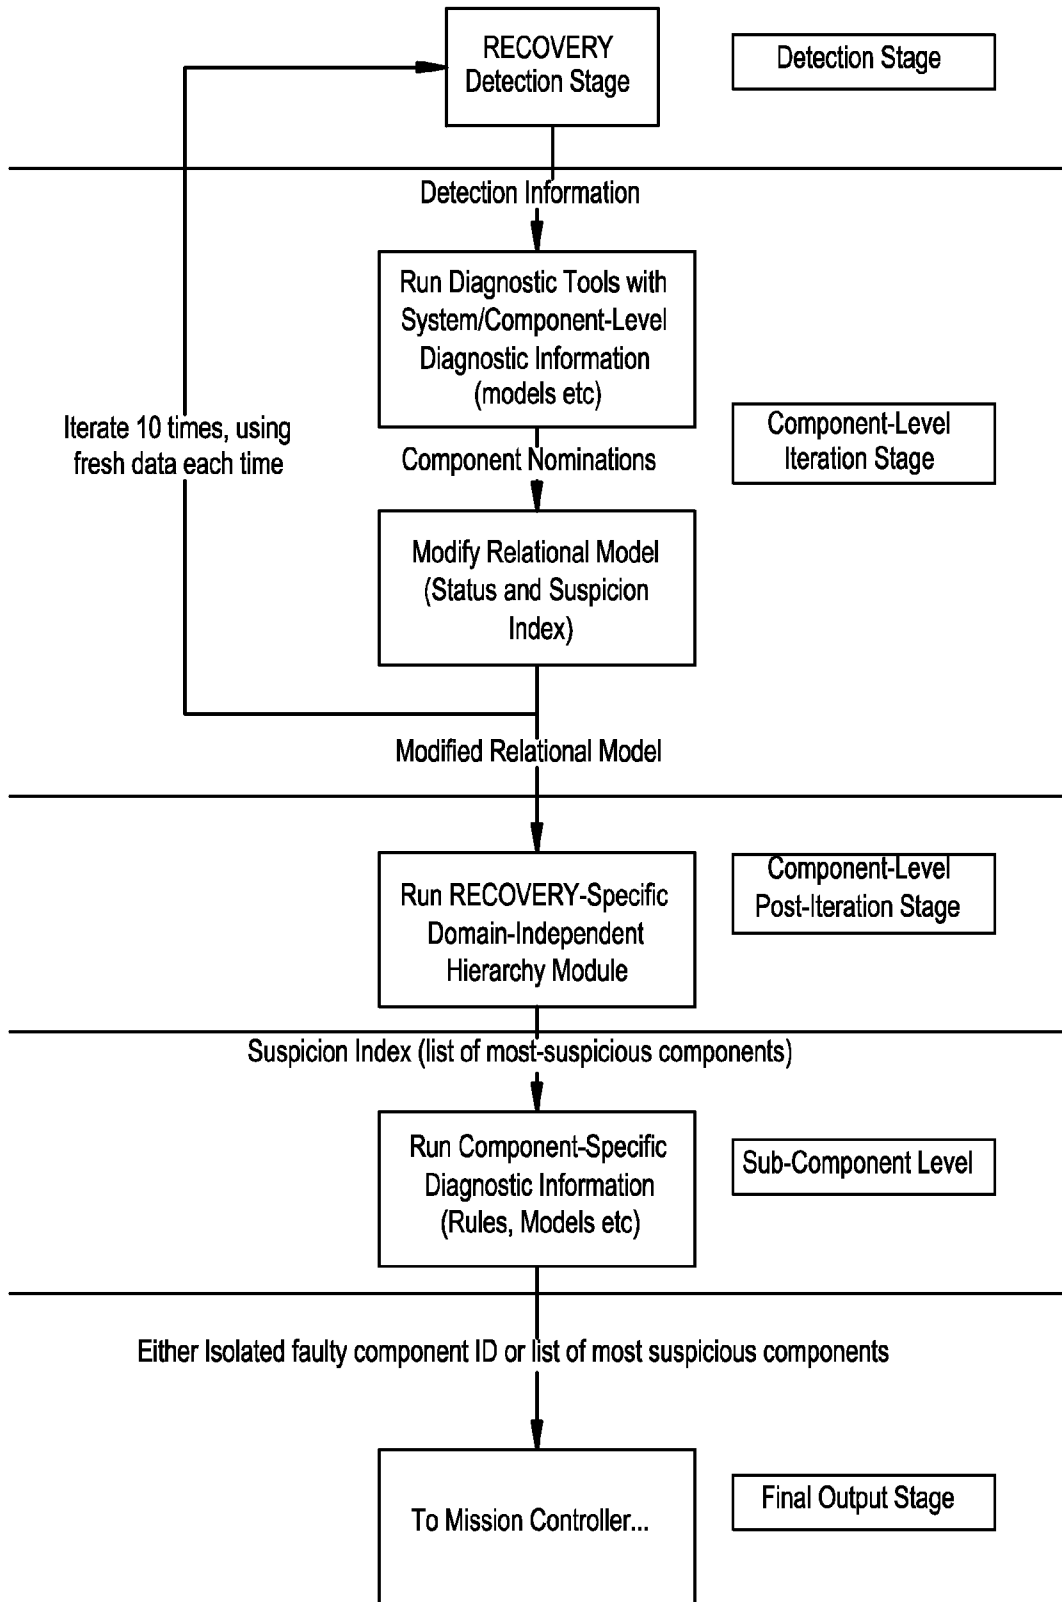 RECOVERY
Detection Stage
Detection Stage
Detection Information
Run Diagnostic Tools with
System/Component-Level
Diagnostic Information
(models etc)
Iterate 10 times, using
fresh data each time
Component-Level
Iteration Stage
Component Nominations
Modify Relational Model
(Status and Suspicion
Index)
Modified Relational Model
Run RECOVERY-Specific
Domain-Independent
Hierarchy Module
Component-Level
Post-Iteration Stage
Suspicion Index (list of most-suspicious components)
Run Component-Specific
Diagnostic Information
(Rules, Models etc)
Sub-Component Level
Either Isolated faulty component ID or list of most suspicious components
To Mission Controller...
Final Output Stage